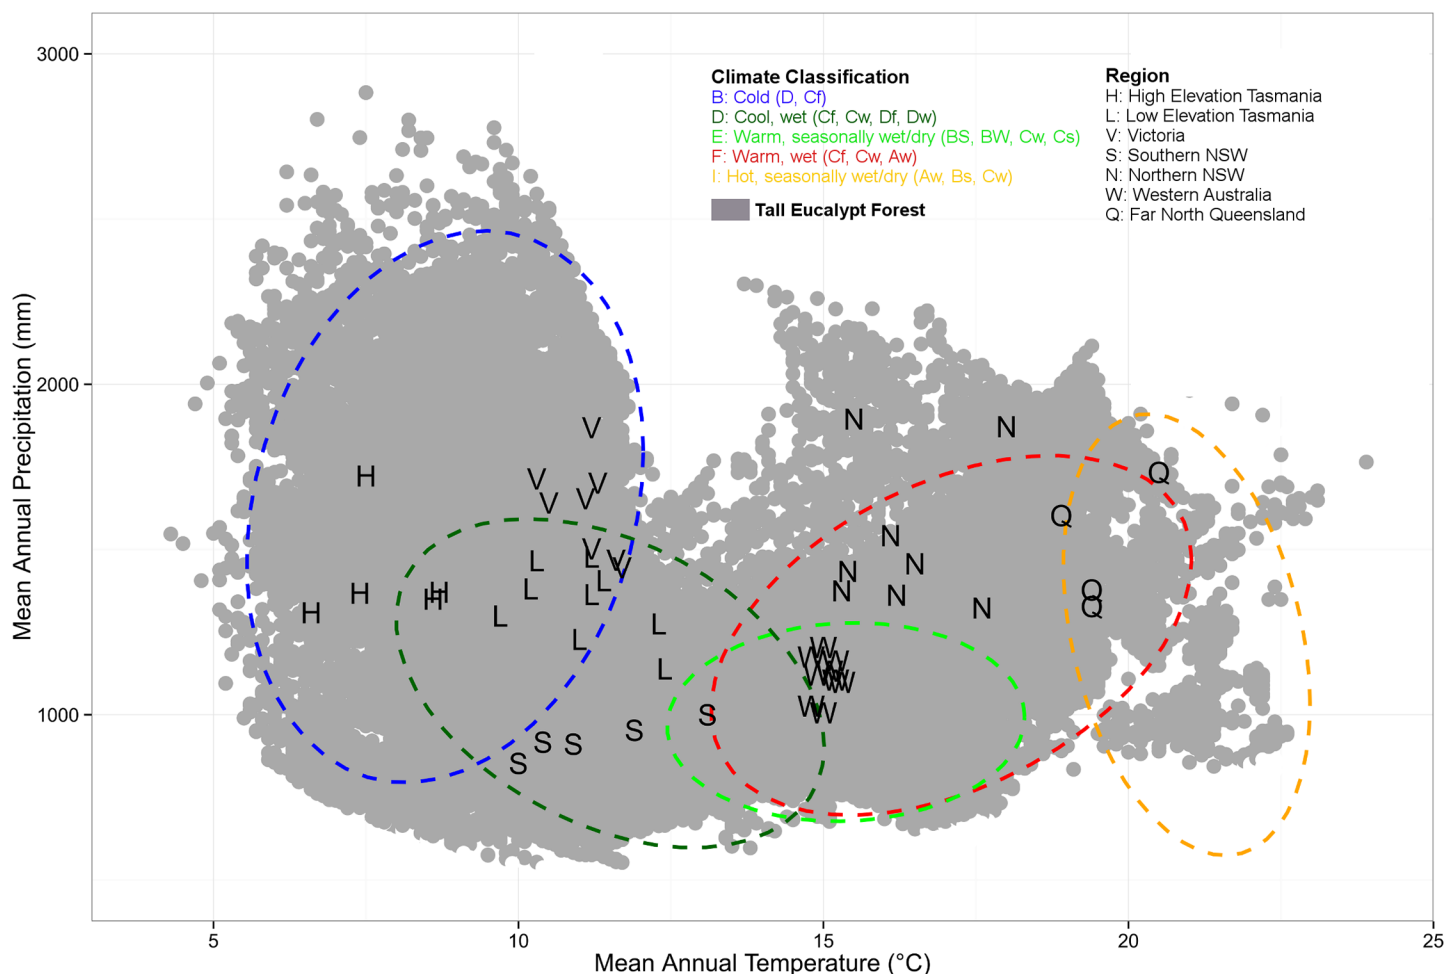 3000
2000
1000
Mean Annual Precipitation (mm)
Climate Classification
B: Cold (D, Cf)
D: Cool, wet (Cf, Cw, Df, Dw)
E: Warm, seasonally wet/dry (BS, BW, Cw, Cs)
F: Warm, wet (Cf, Cw, Aw)
I: Hot, seasonally wet/dry (Aw, Bs, Cw)
Tall Eucalypt Forest
Region
H: High Elevation Tasmania
L: Low Elevation Tasmania
V: Victoria
S: Southern NSW
N: Northern NSW
W: Western Australia
Q: Far North Queensland
N
V
N
H
V
V
Q
V
V
Q
N
V
L
L
V
V
N
N
H
H
H
L
L
L
N
N
Q
Q
H
L
L
N
L
L
W
W
W
W
W
W
W
W
S
S
S
S
S
5
10
15
20
25
Mean Annual Temperature (°C)